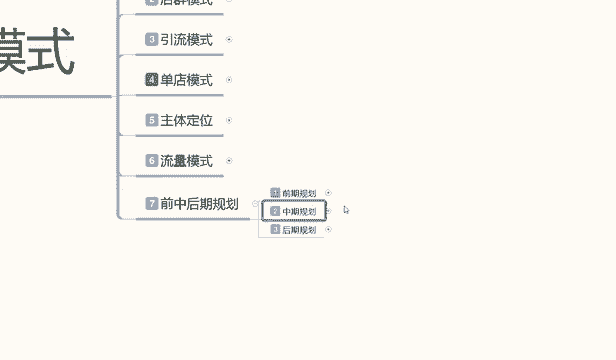 店群模式
3 引流模式
模式
4 单店模式
5 主体定位
6 流量模式
7 前中后期规划
1 前期规划
2 中期规划
3 后期规划